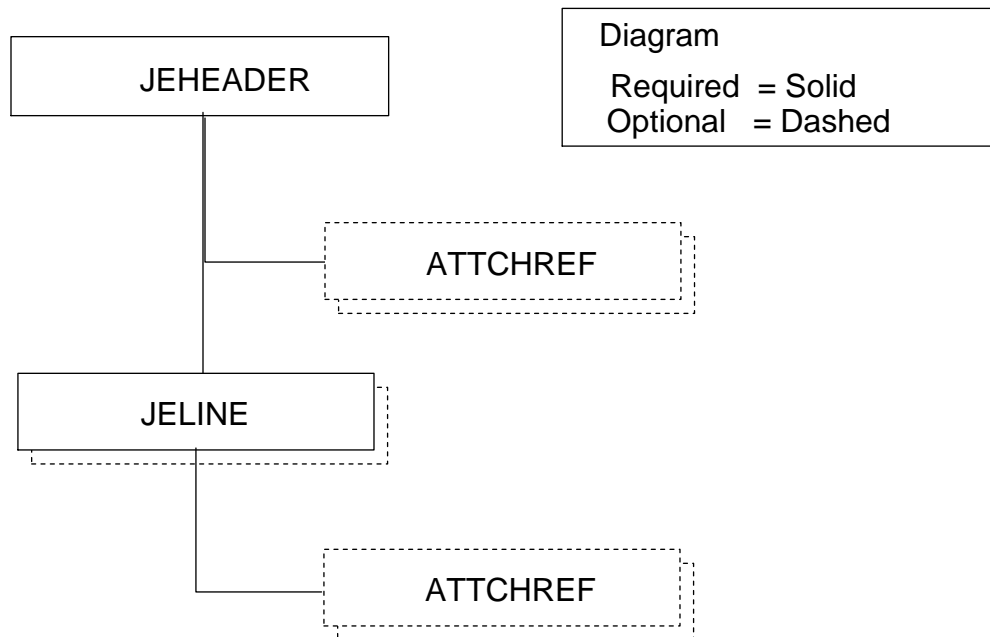 JEHEADER
Diagram
Required = Solid
Optional = Dashed
ATTCHREF
JELINE
ATTCHREF